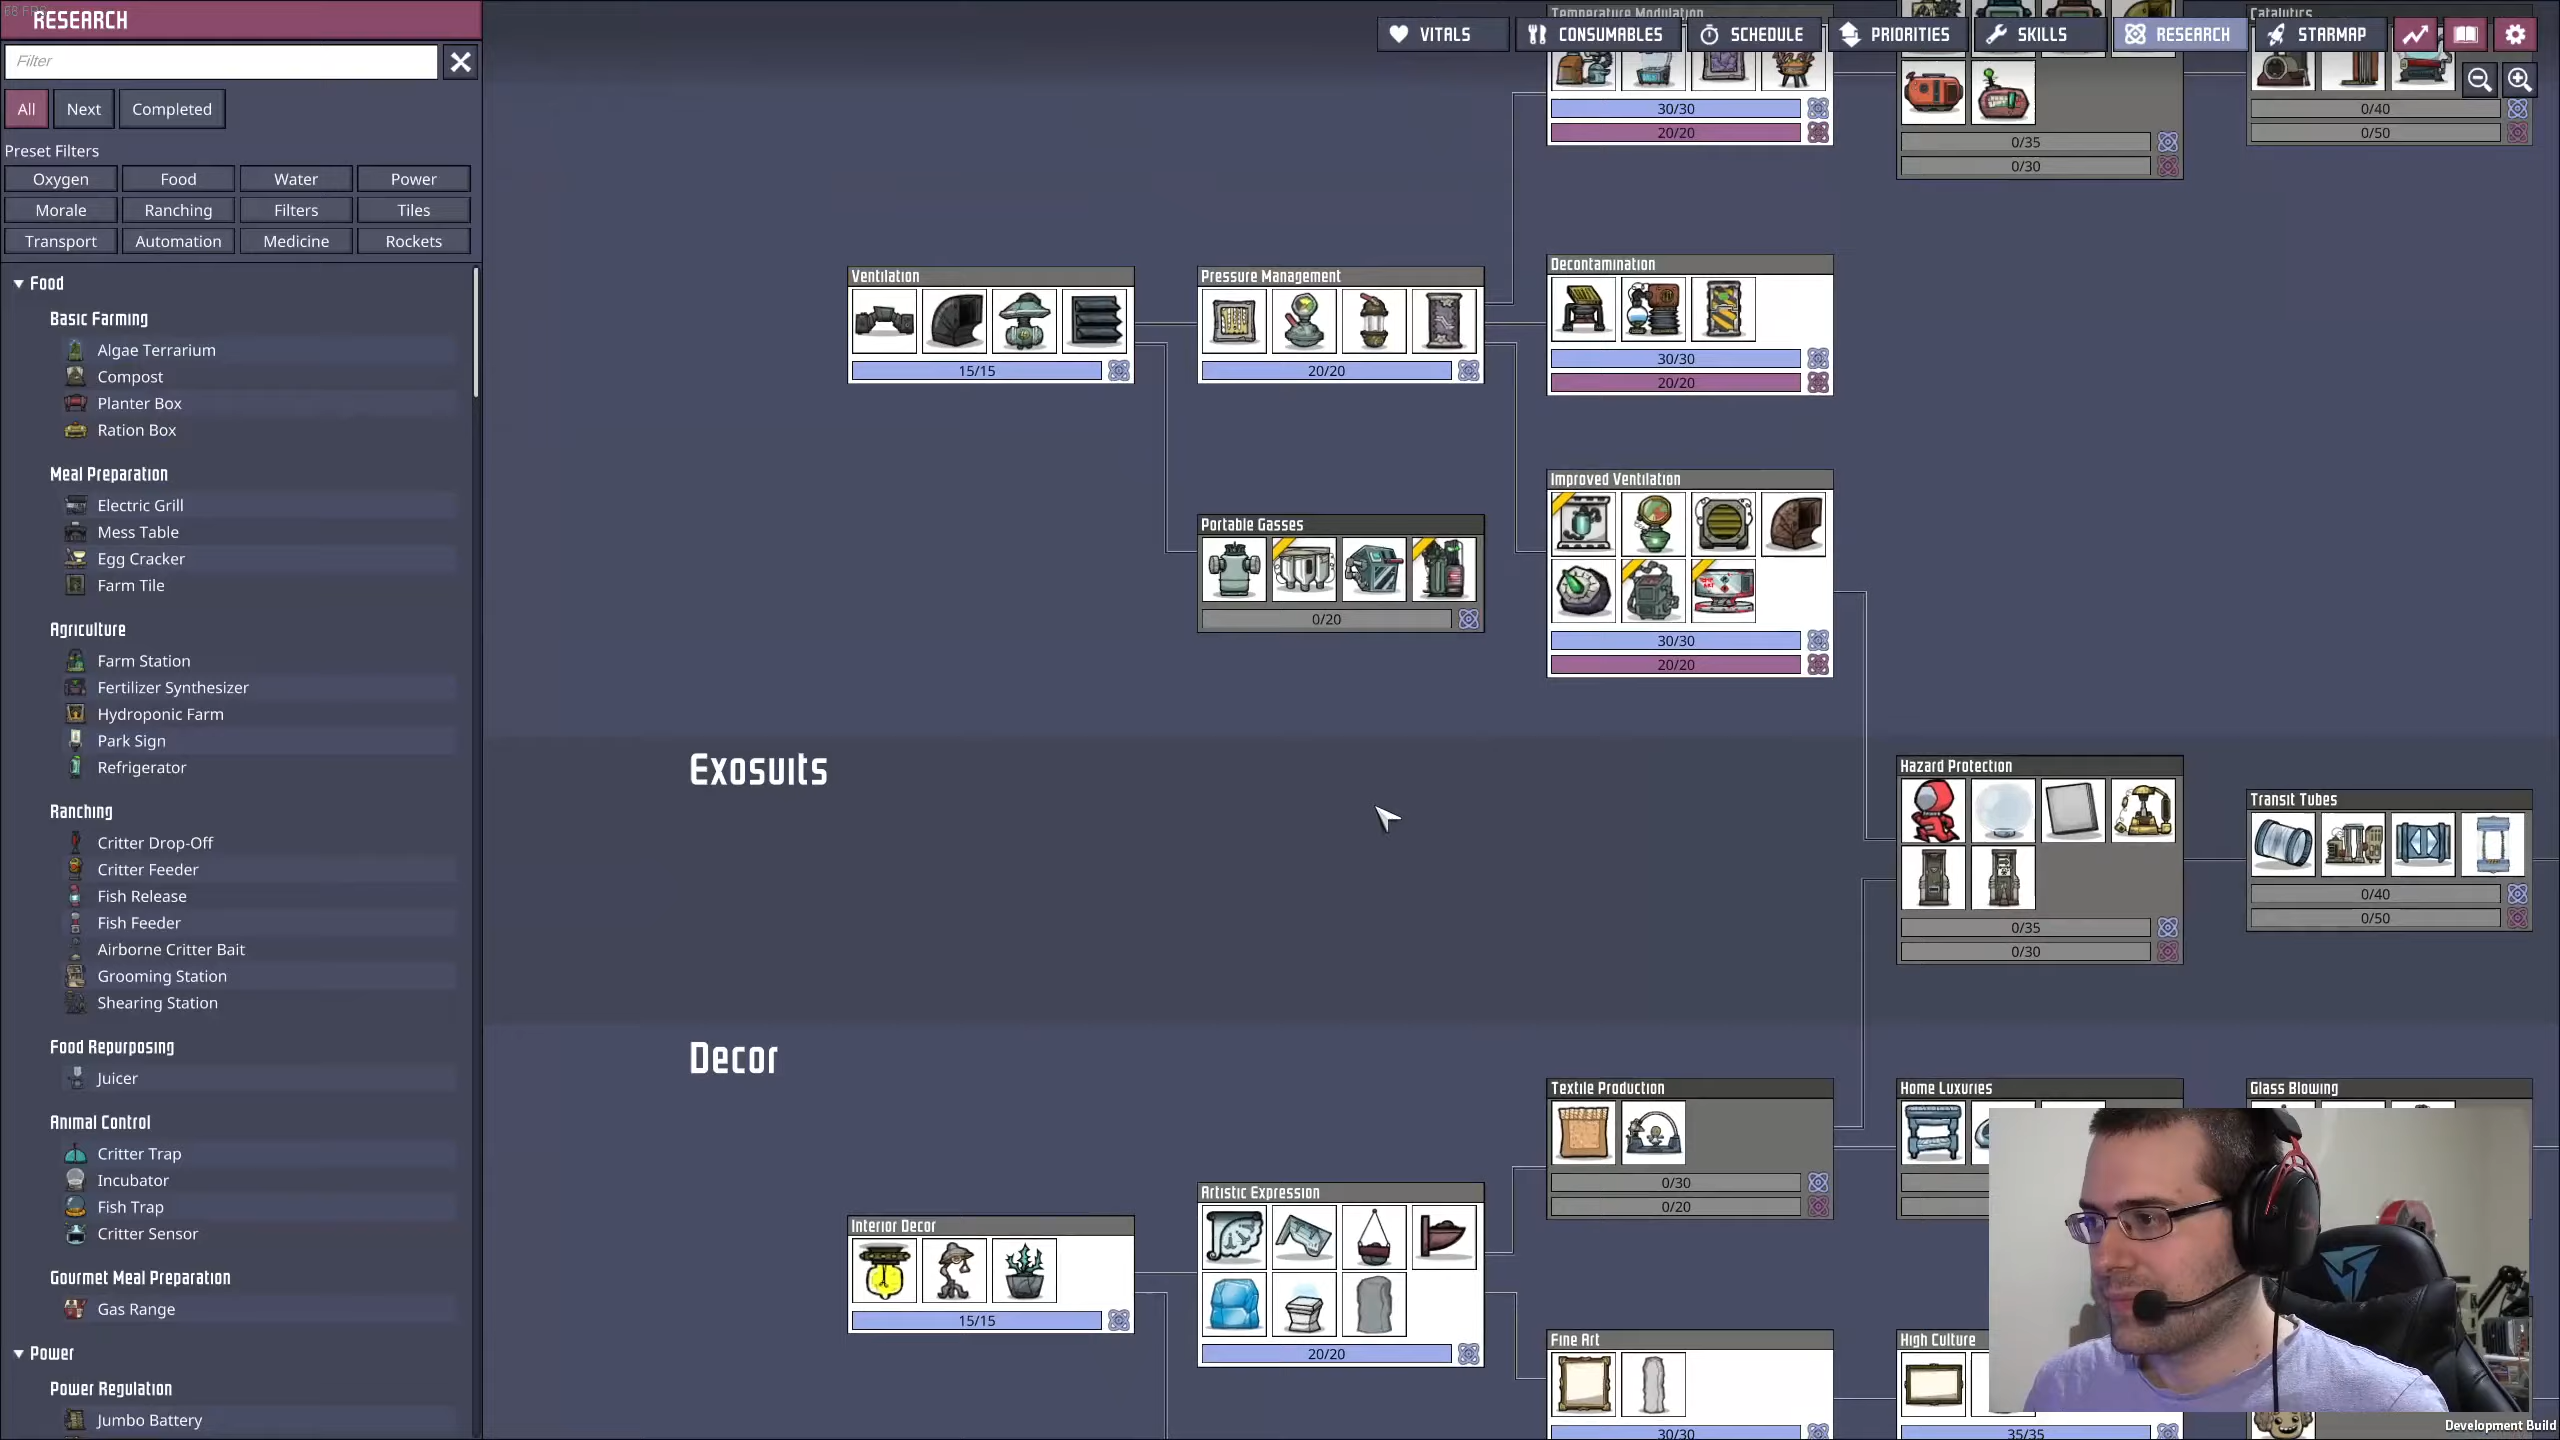 68 FPS
RESEARCH
Filter
All Next Completed
Preset Filters
Oxygen Food Water Power
Morale Ranching Filters Tiles
Transport Automation Medicine Rockets
Food
Basic Farming
Algae Terrarium
Compost
Planter Box
Ration Box
Meal Preparation
Electric Grill
Mess Table
Egg Cracker
Farm Tile
Agriculture
Farm Station
Fertilizer Synthesizer
Hydroponic Farm
Park Sign
Refrigerator
Ranching
Critter Drop-Off
Critter Feeder
Fish Release
Fish Feeder
Airborne Critter Bait
Grooming Station
Shearing Station
Food Repurposing
Juicer
Animal Control
Critter Trap
Incubator
Fish Trap
Critter Sensor
Gourmet Meal Preparation
Gas Range
Power
Power Regulation
Jumbo Battery
VITALS CONSUMABLES SCHEDULE PRIORITIES SKILLS RESEARCH STARMAP
Temperature Modulation
30/30
20/20
0/35
0/30
Catalytics
0/40
0/50
Ventilation
15/15
Pressure Management
20/20
Decontamination
30/30
20/20
Portable Gasses
0/20
Improved Ventilation
30/30
20/20
Exosuits
Hazard Protection
0/35
0/30
Transit Tubes
0/40
0/50
Decor
Interior Decor
15/15
Artistic Expression
20/20
Textile Production
0/30
0/20
Home Luxuries
Glass Blowing
Fine Art
30/30
High Culture
35/35
Development Build